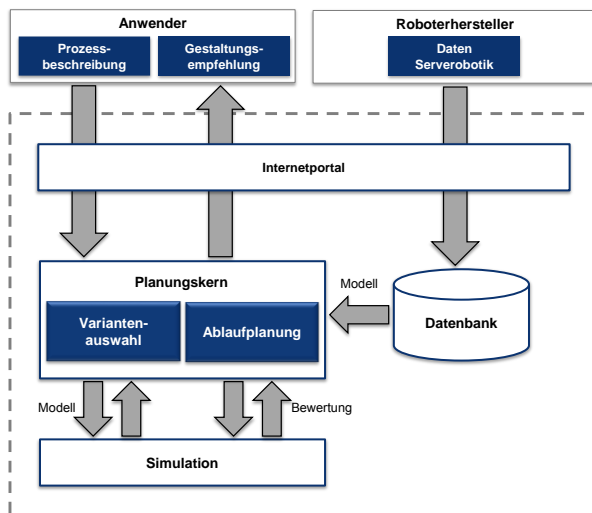 Anwender
Roboterhersteller
Prozess-
beschreibung
Gestaltungs-
empfehlung
Daten
Serverobotik
Internetportal
Planungskern
Modell
Varianten-
auswahl
Ablaufplanung
Datenbank
Modell
Bewertung
Simulation